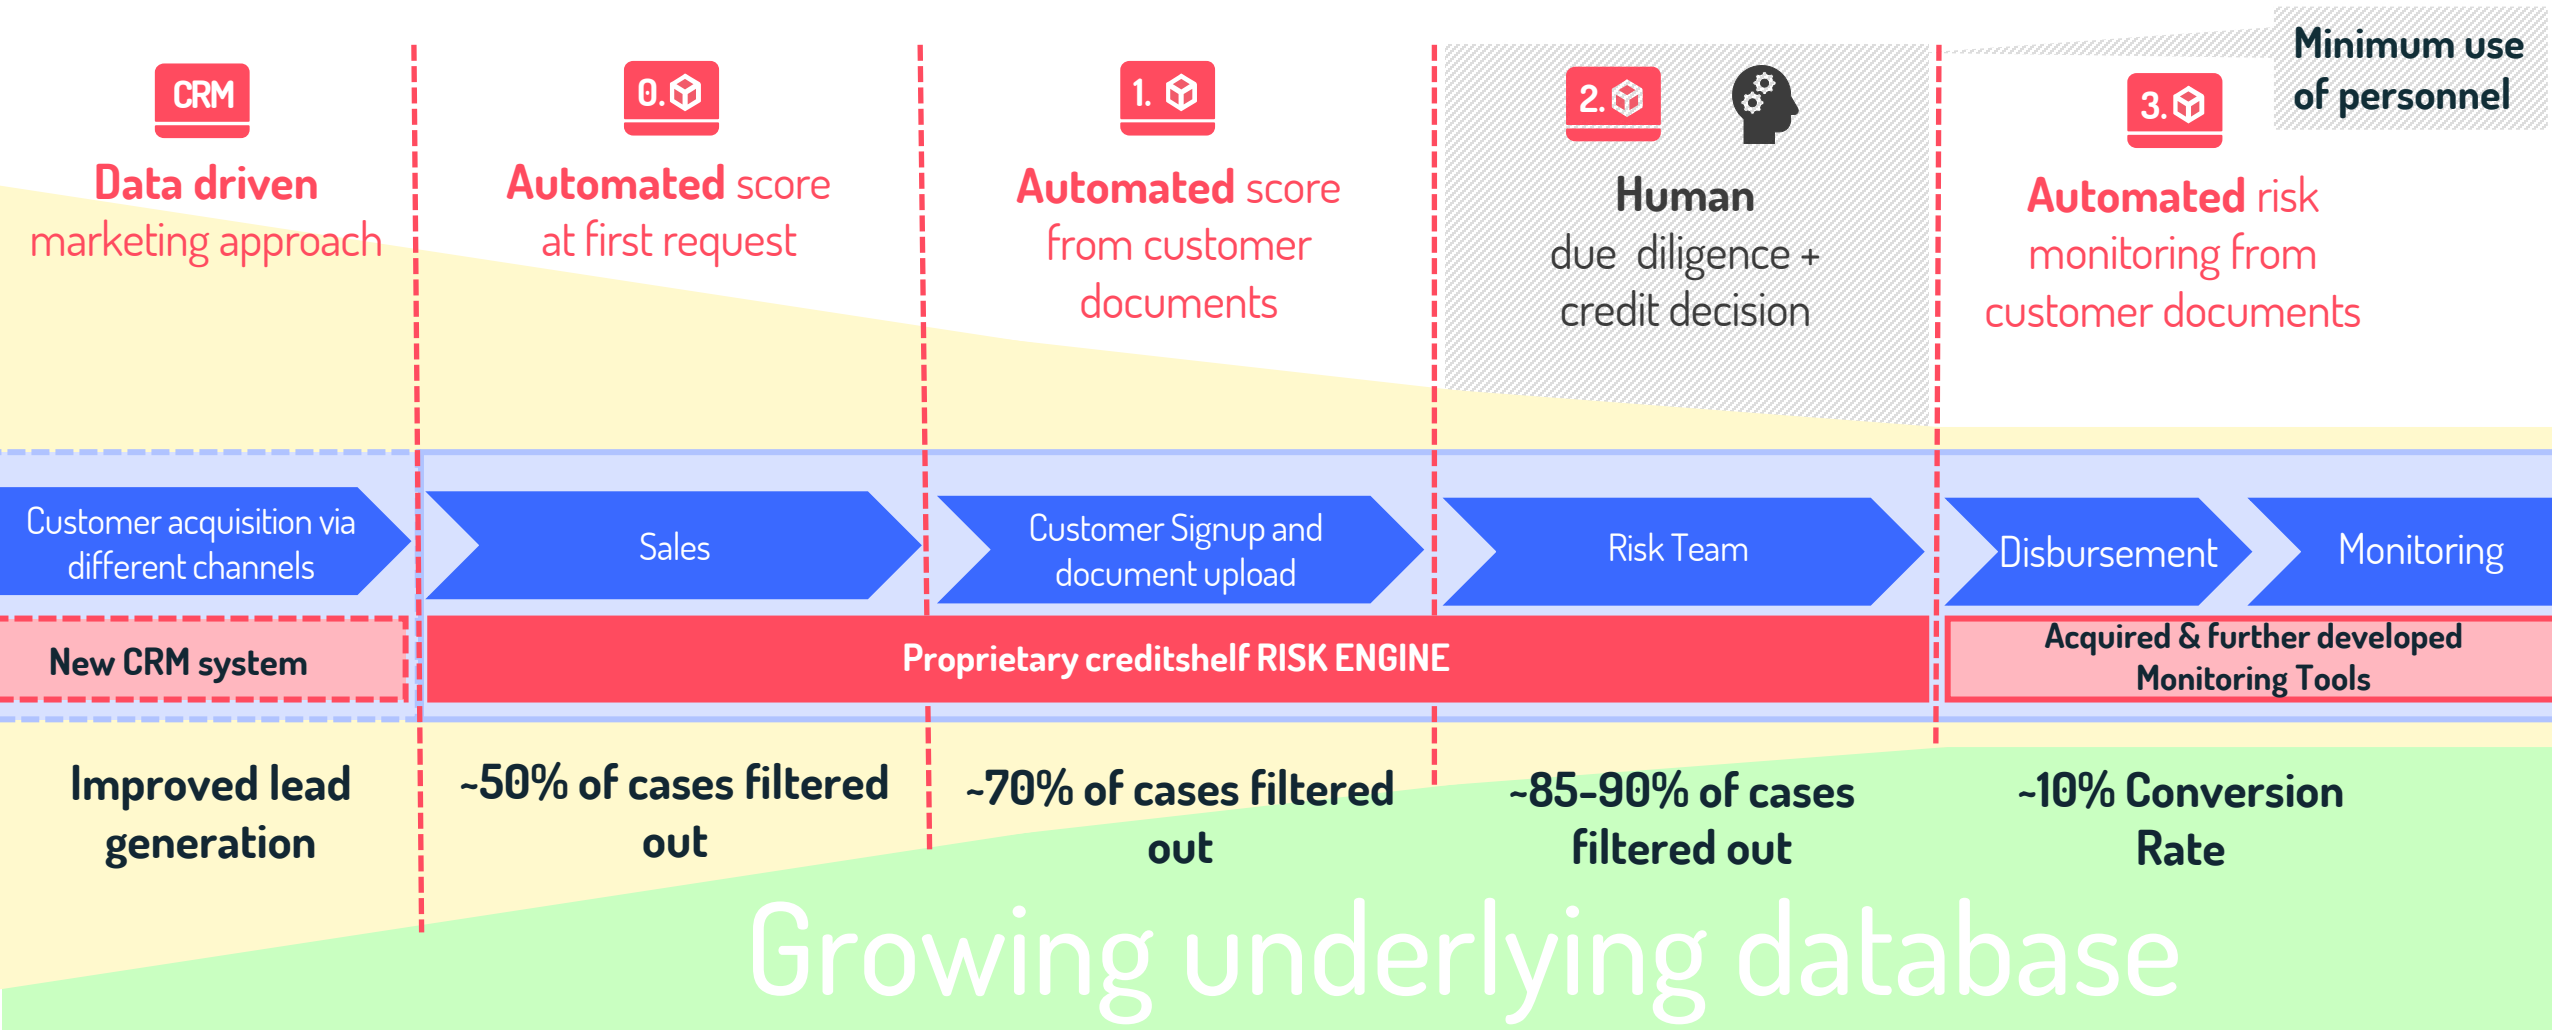 Minimum use
of personnel
CRM
Data driven
marketing approach
0.
Automated score
at first request
1.
Automated score
from customer
documents
2.
Human
due diligence +
credit decision
3.
Automated risk
monitoring from
customer documents
Customer acquisition via
different channels
Sales
Customer Signup and
document upload
Risk Team
Disbursement
Monitoring
New CRM system
Proprietary creditshelf RISK ENGINE
Acquired & further developed
Monitoring Tools
Improved lead
generation
~50% of cases filtered
out
~70% of cases filtered
out
~85-90% of cases
filtered out
~10% Conversion
Rate
Growing underlying database